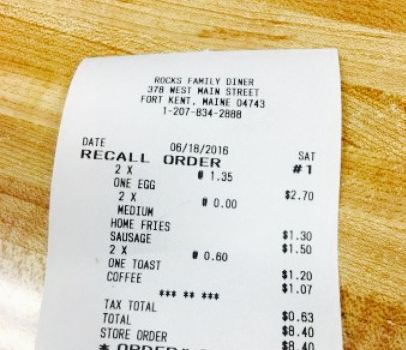 ROCKS FAMILY DINER
378 WEST MAIN STREET
FORT KENT, MAINE 04743
1-207-834-2888
DATE 06/18/2016 SAT
RECALL ORDER #1
2 X @ 1.35
ONE EGG $2.70
2 X @ 0.00
MEDIUM
HOME FRIES $1.30
SAUSAGE $1.50
2 X @ 0.60
ONE TOAST $1.20
COFFEE $1.07
*** ** ***
TAX TOTAL $0.63
TOTAL $8.40
STORE ORDER $8.40